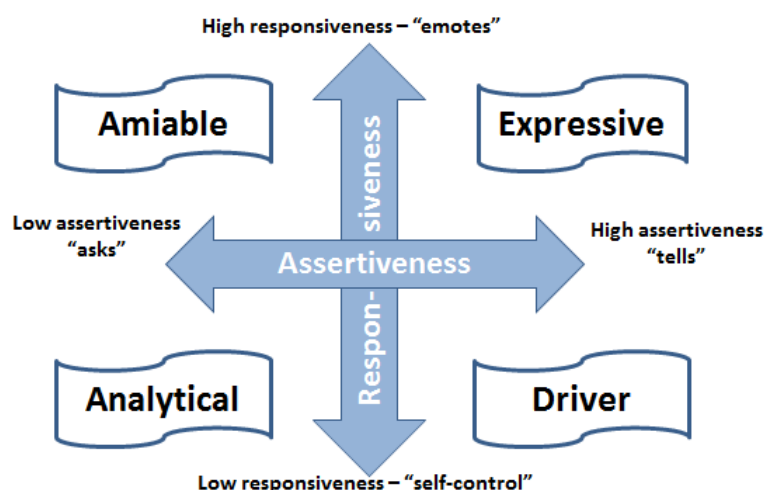 High responsiveness – “emotes”
Amiable
Expressive
Low assertiveness
“asks”
High assertiveness
“tells”
Assertiveness
Respon- siveness
Analytical
Driver
Low responsiveness – “self-control”